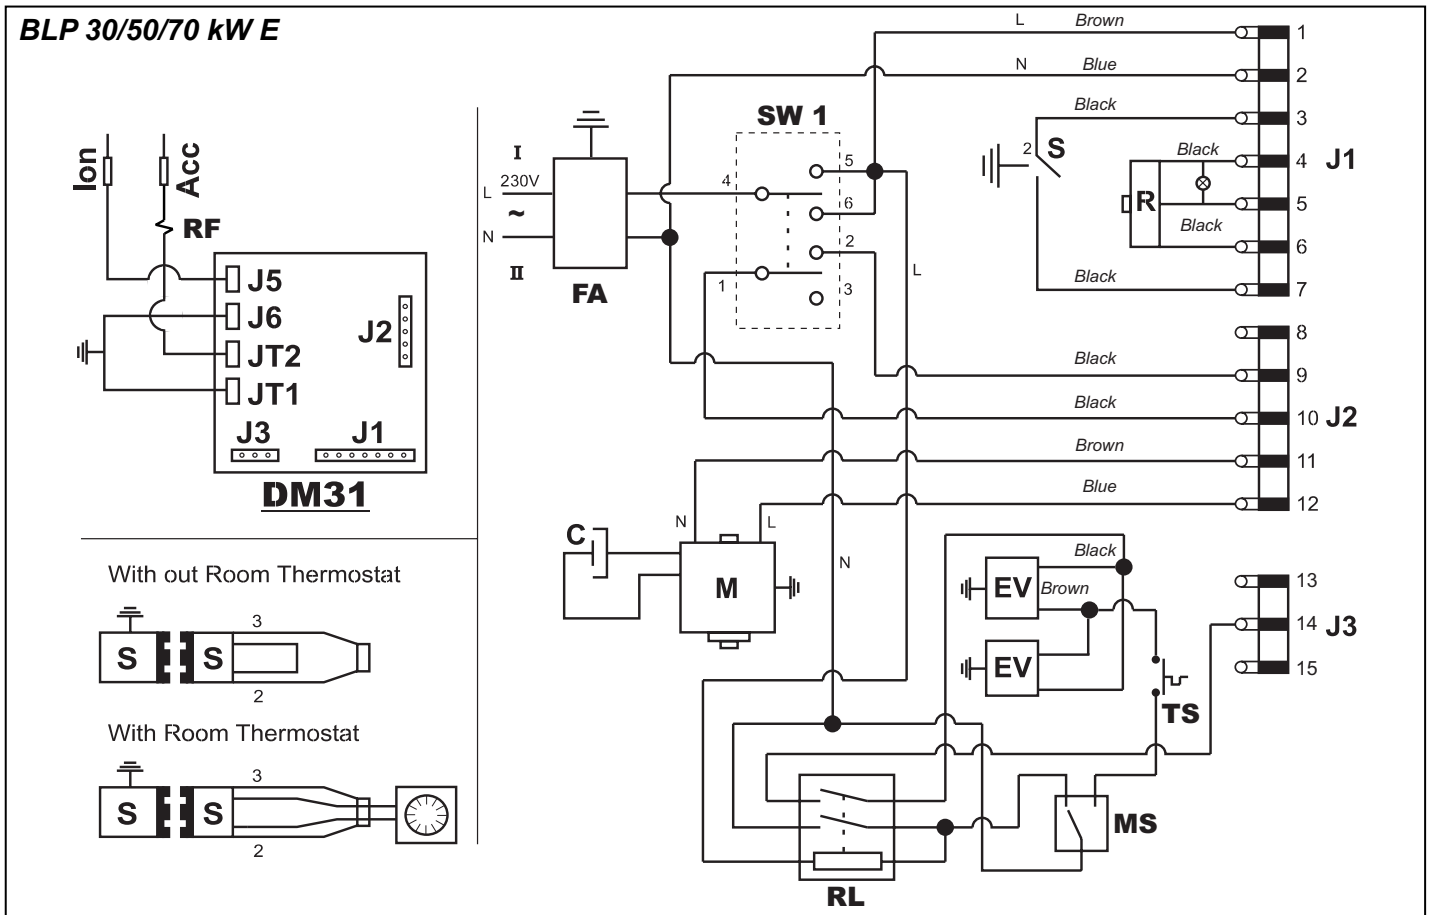 BLP 30/50/70 kW E
L Brown 1
N Blue 2
Black 3
2 S
Black 4 J1
R 5
Black 6
Black 7
SW 1
I
L 230V
~
N
II
FA
4
5
6
2
1
3
L
8
Black 9
Black 10 J2
Brown 11
Blue 12
Ion
Acc
RF
J5
J6
J2
JT2
JT1
J3 J1
DM31
N L
C
M
N
Black
EV Brown
EV
TS
13
14 J3
15
MS
RL
With out Room Thermostat
3
S S
2
With Room Thermostat
3
S S
2